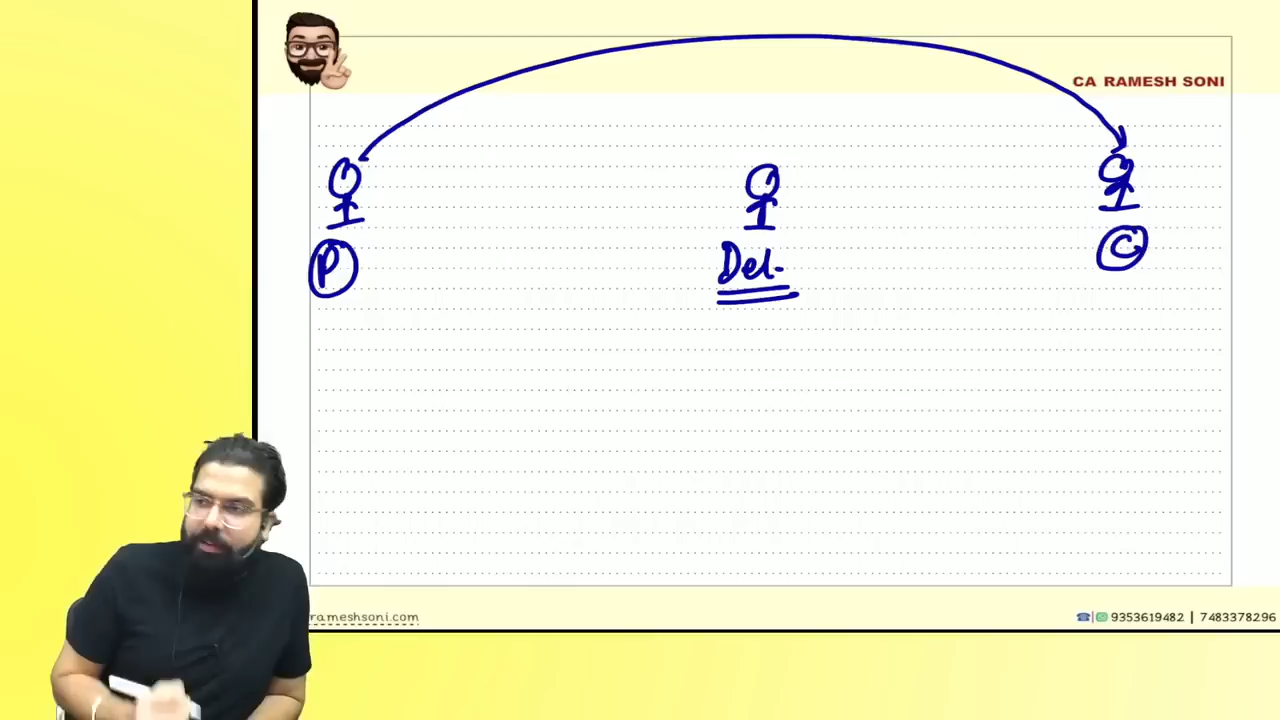 CA RAMESH SONI
P
Del.
C
rameshsoni.com
9353619482 | 7483378296